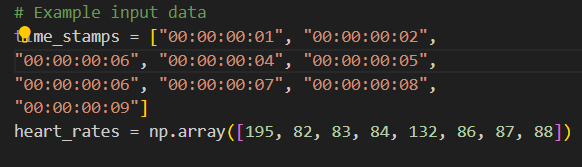 # Example input data
time_stamps = ["00:00:00:01", "00:00:00:02",
"00:00:00:06", "00:00:00:04", "00:00:00:05",
"00:00:00:06", "00:00:00:07", "00:00:00:08",
"00:00:00:09"]
heart_rates = np.array([195, 82, 83, 84, 132, 86, 87, 88])